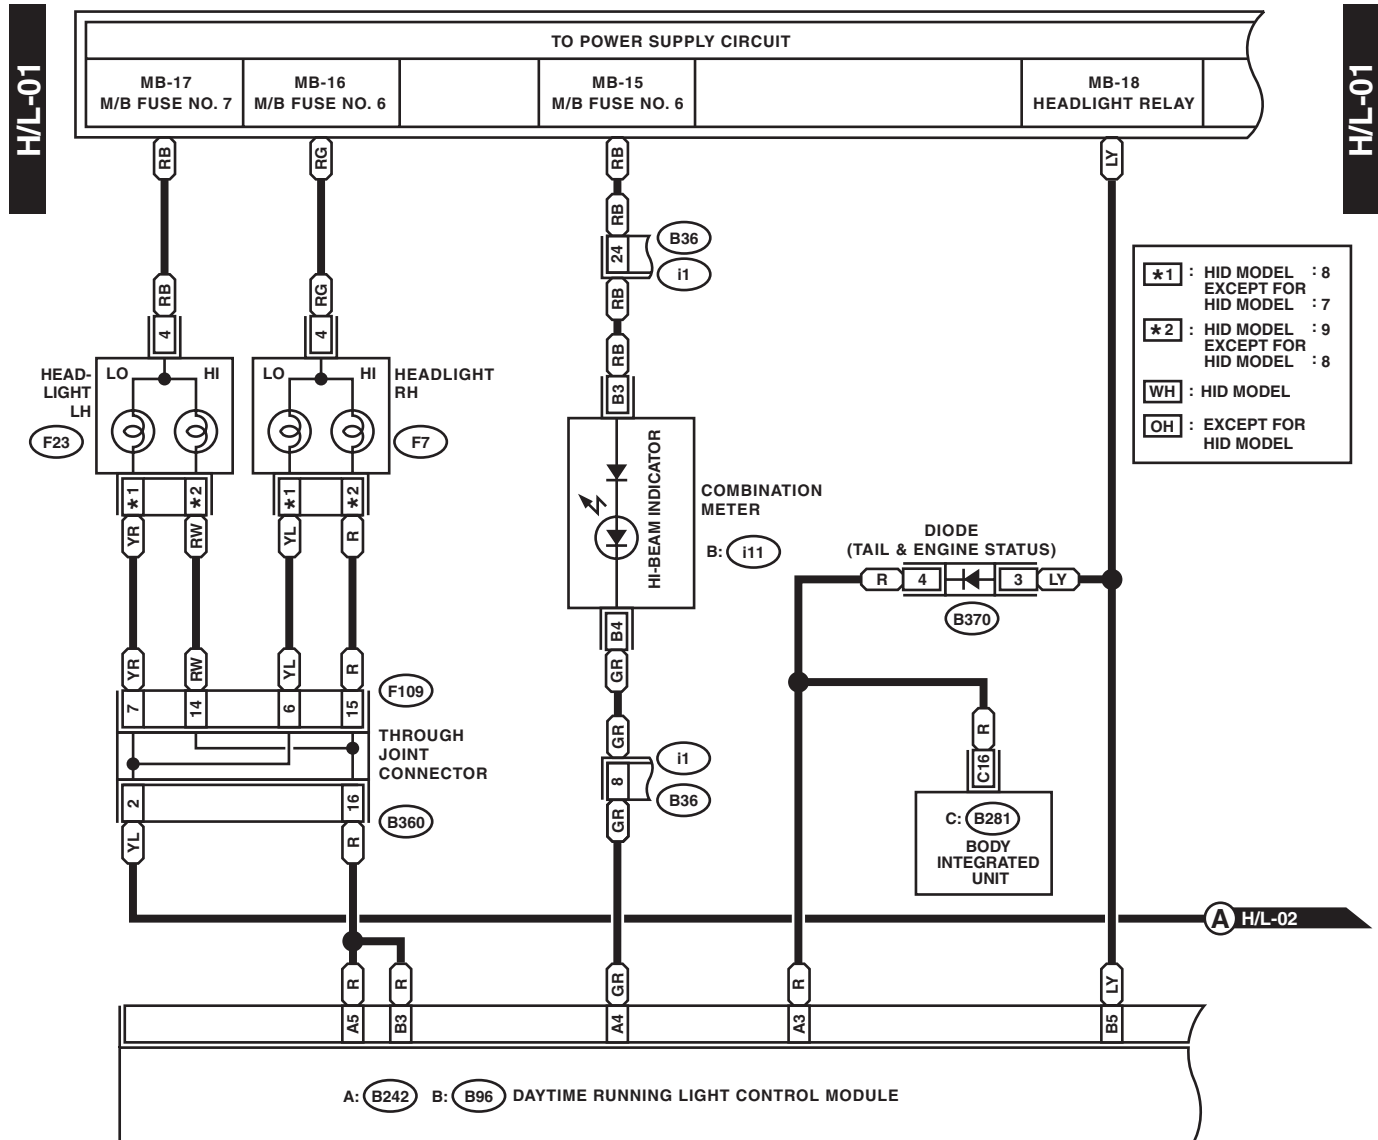 H/L-01
H/L-01
TO POWER SUPPLY CIRCUIT
MB-17
M/B FUSE NO. 7
MB-16
M/B FUSE NO. 6
MB-15
M/B FUSE NO. 6
MB-18
HEADLIGHT RELAY
RB
RG
RB
LY
RB
24
B36
i1
RB
RG
RB
*1 : HID MODEL : 8
EXCEPT FOR
HID MODEL : 7
*2 : HID MODEL : 9
EXCEPT FOR
HID MODEL : 8
WH : HID MODEL
OH : EXCEPT FOR
HID MODEL
4
4
RB
B3
HEAD-
LIGHT
LH
F23
LO HI
LO HI
HEADLIGHT
RH
F7
HI-BEAM INDICATOR
COMBINATION
METER
B: i11
*1
*2
*1
*2
YR
RW
YL
R
DIODE
(TAIL & ENGINE STATUS)
R 4 3 LY
B370
B4
GR
YR
RW
YL
R
7
14
6
15
F109
THROUGH
JOINT
CONNECTOR
2
16
B360
YL
R
GR
i1
8
B36
GR
R
C16
C: B281
BODY
INTEGRATED
UNIT
A H/L-02
R
R
GR
R
LY
A5
B3
A4
A3
B5
A: B242 B: B96 DAYTIME RUNNING LIGHT CONTROL MODULE